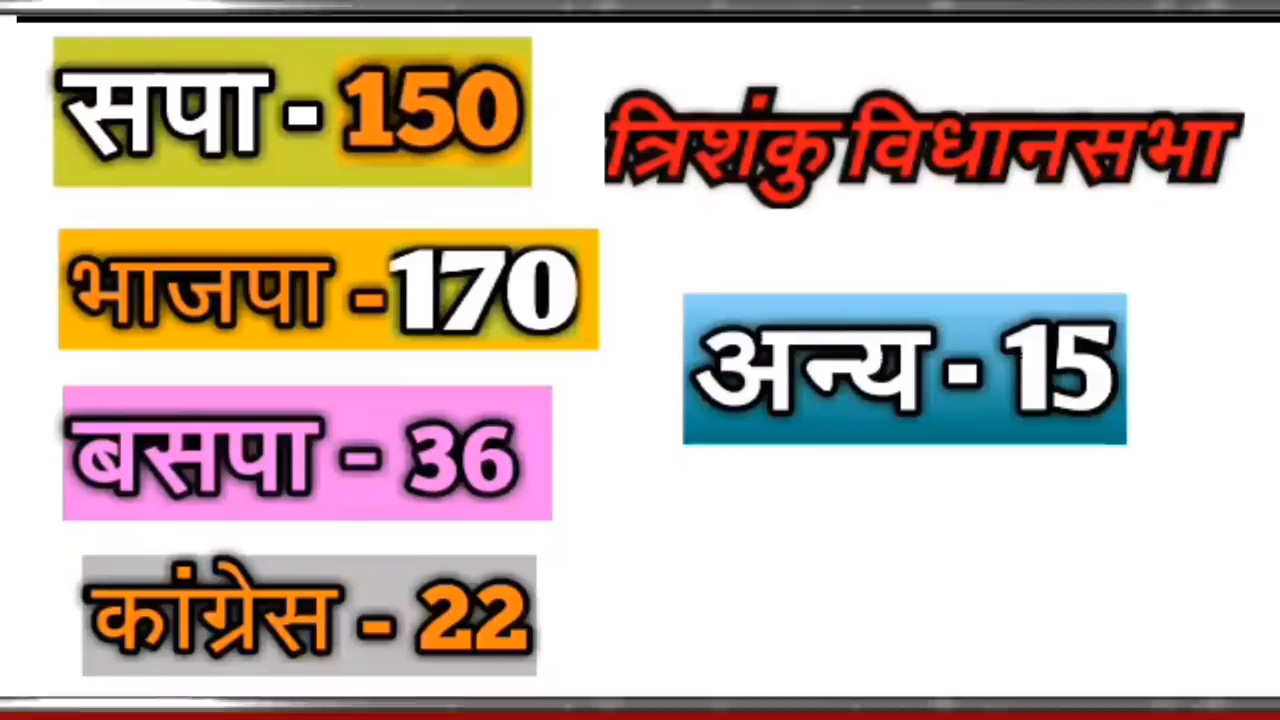 सपा - 150
त्रिशंकु विधानसभा
भाजपा - 170
अन्य - 15
बसपा - 36
कांग्रेस - 22